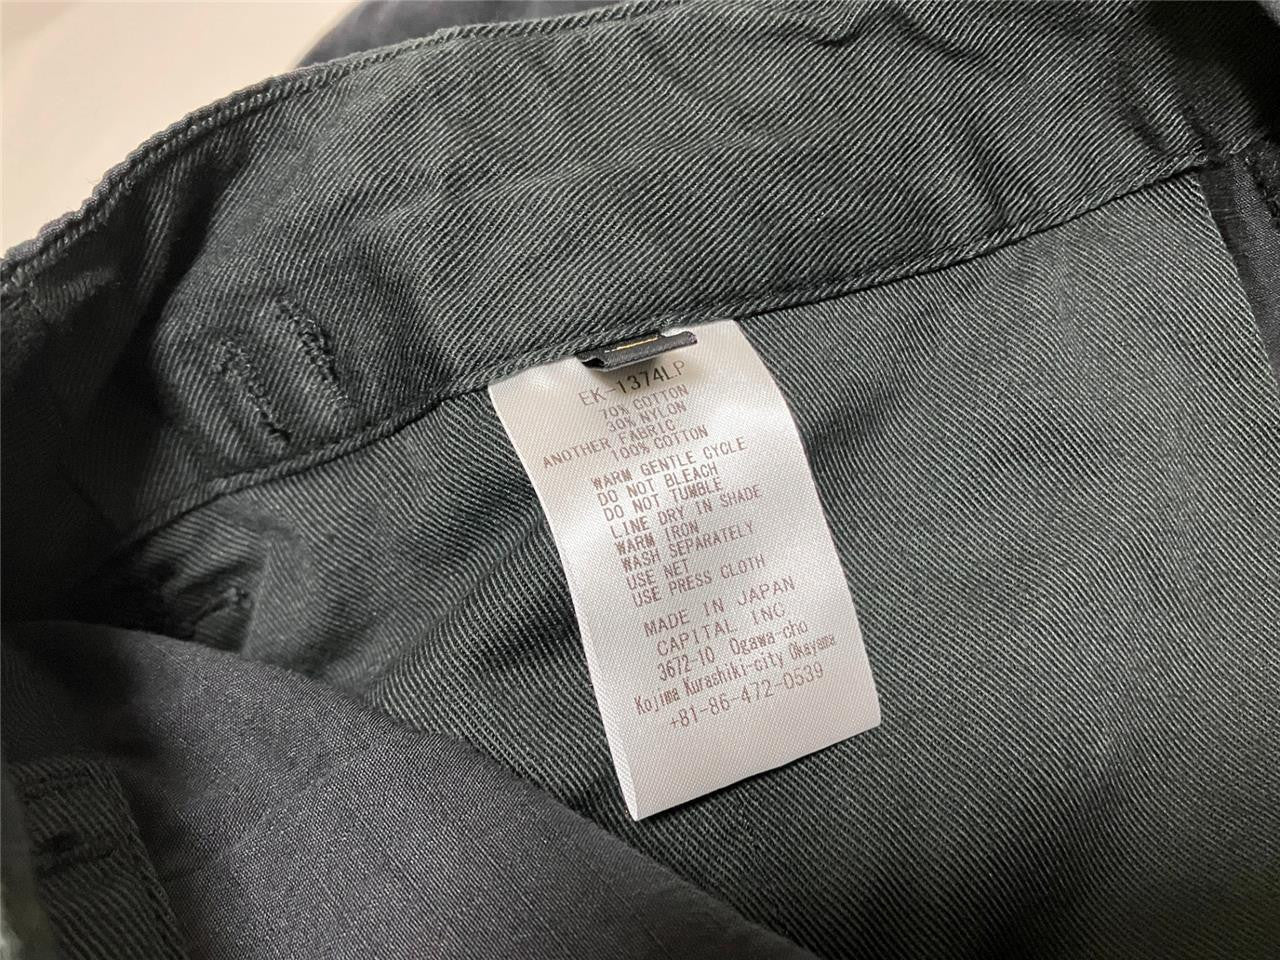 EK-1374LP
70% COTTON
30% NYLON
ANOTHER FABRIC
100% COTTON
WARM GENTLE CYCLE
DO NOT BLEACH
DO NOT TUMBLE
LINE DRY IN SHADE
WARM IRON
WASH SEPARATELY
USE NET
USE PRESS CLOTH
MADE IN JAPAN
CAPITAL INC
3672-10 Ogawa-cho
Kojima Kurashiki-city Okayama
+81-86-472-0539